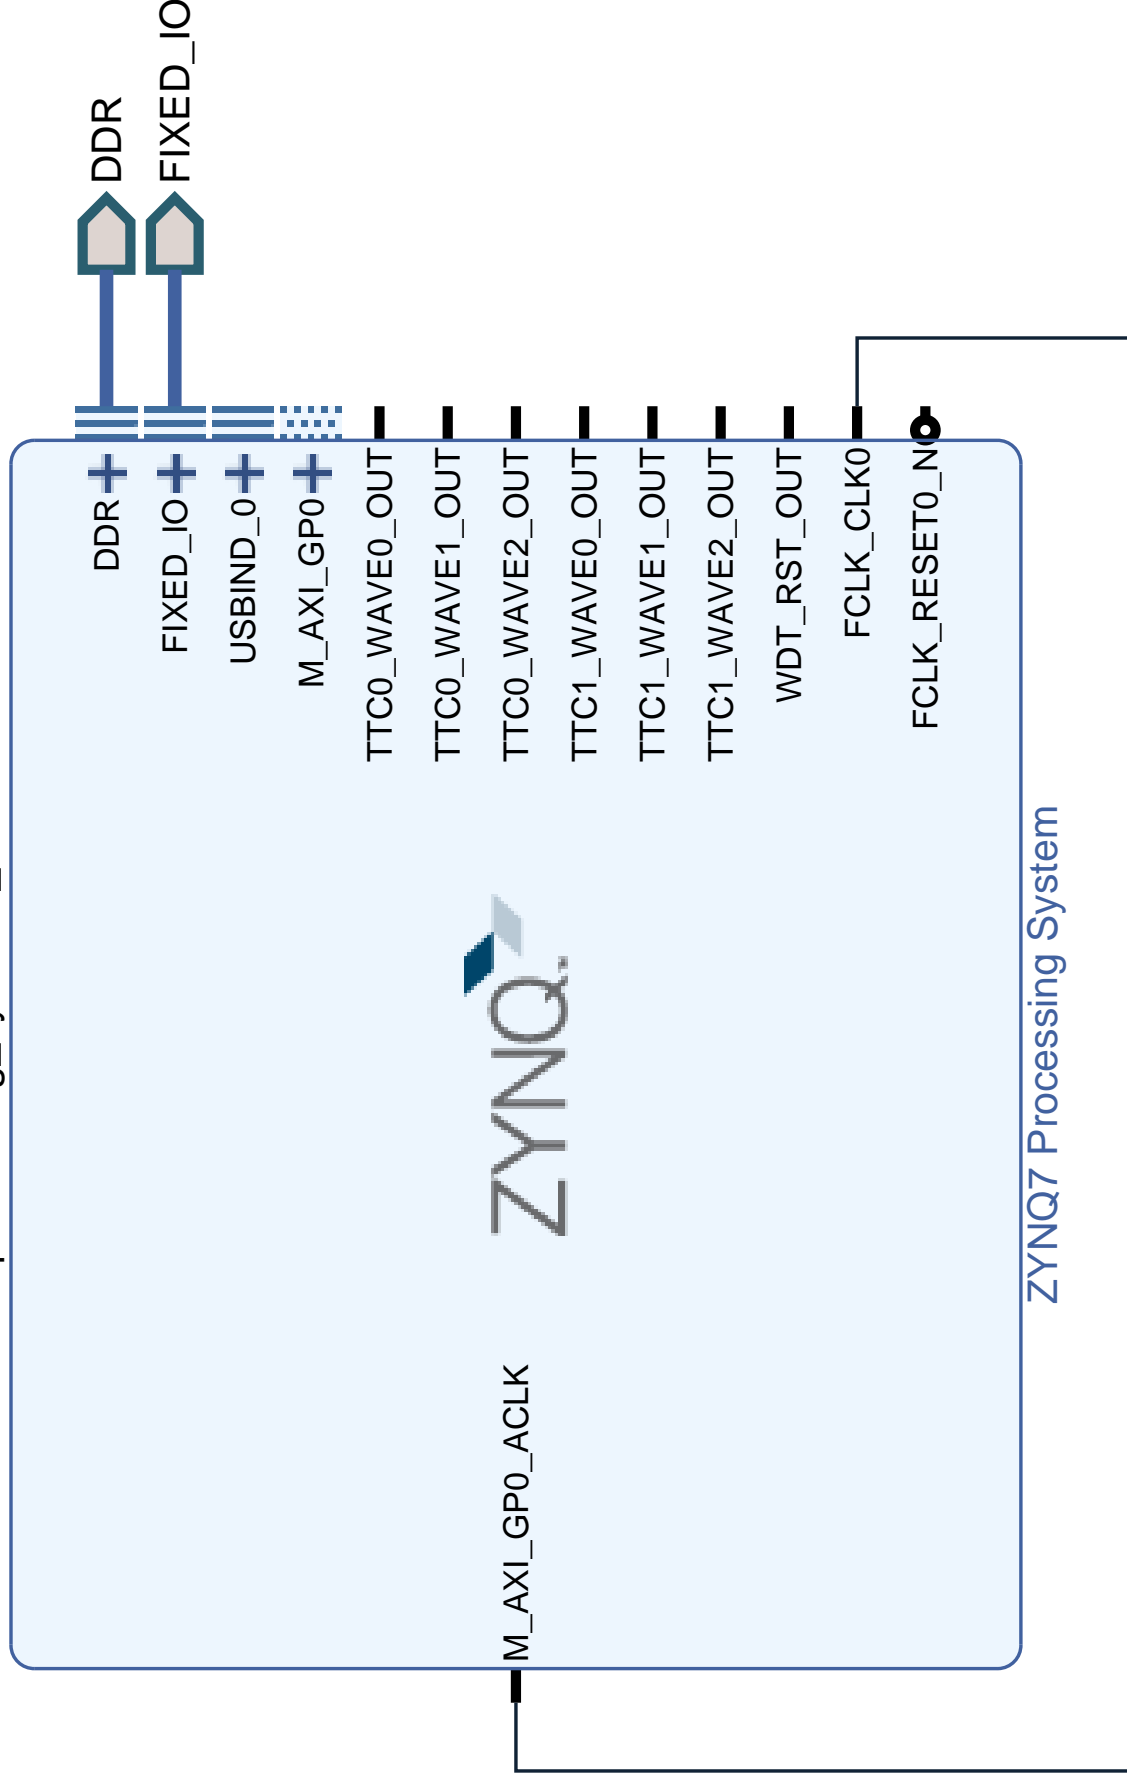 DDR
FIXED_IO
DDR
FIXED_IO
USBIND_0
M_AXI_GP0
TTC0_WAVE0_OUT
TTC0_WAVE1_OUT
TTC0_WAVE2_OUT
TTC1_WAVE0_OUT
TTC1_WAVE1_OUT
TTC1_WAVE2_OUT
WDT_RST_OUT
FCLK_CLK0
FCLK_RESET0_N
M_AXI_GP0_ACLK
ZYNQ
ZYNQ7 Processing System